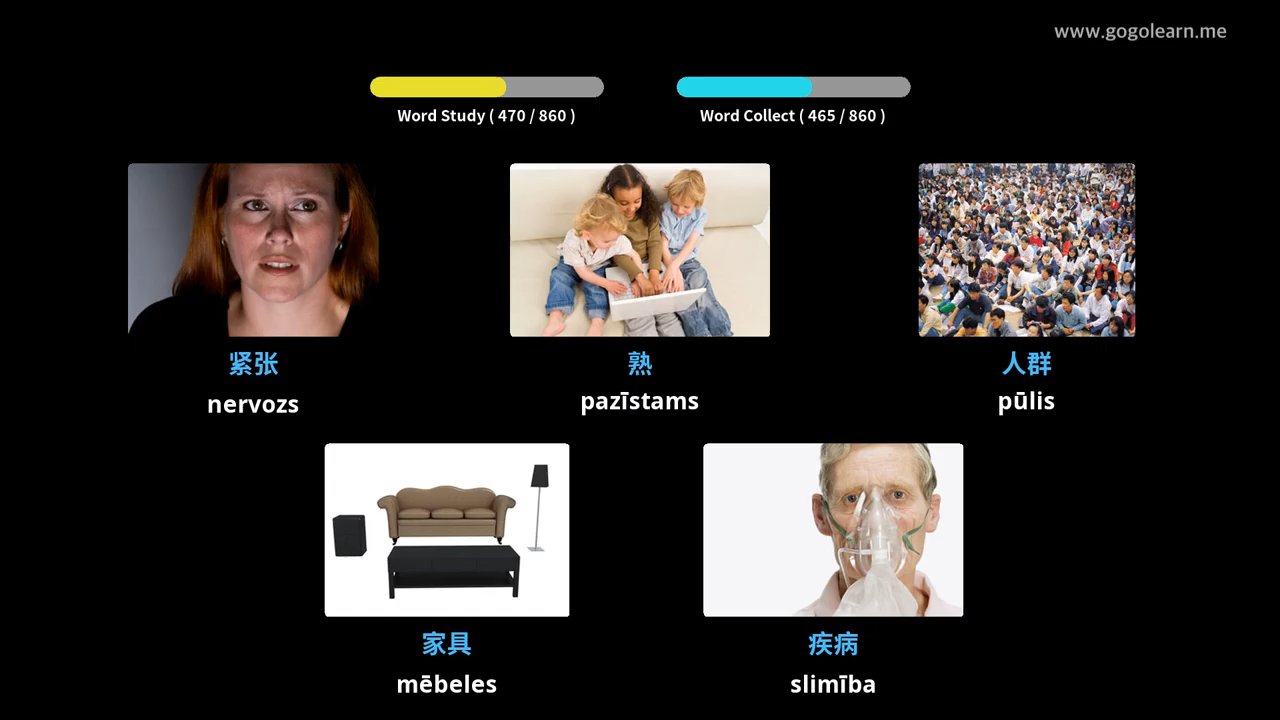 www.gogolearn.me
Word Study ( 470 / 860 )
Word Collect ( 465 / 860 )
紧张
nervozs
熟
pazīstams
人群
pūlis
家具
mēbeles
疾病
slimība